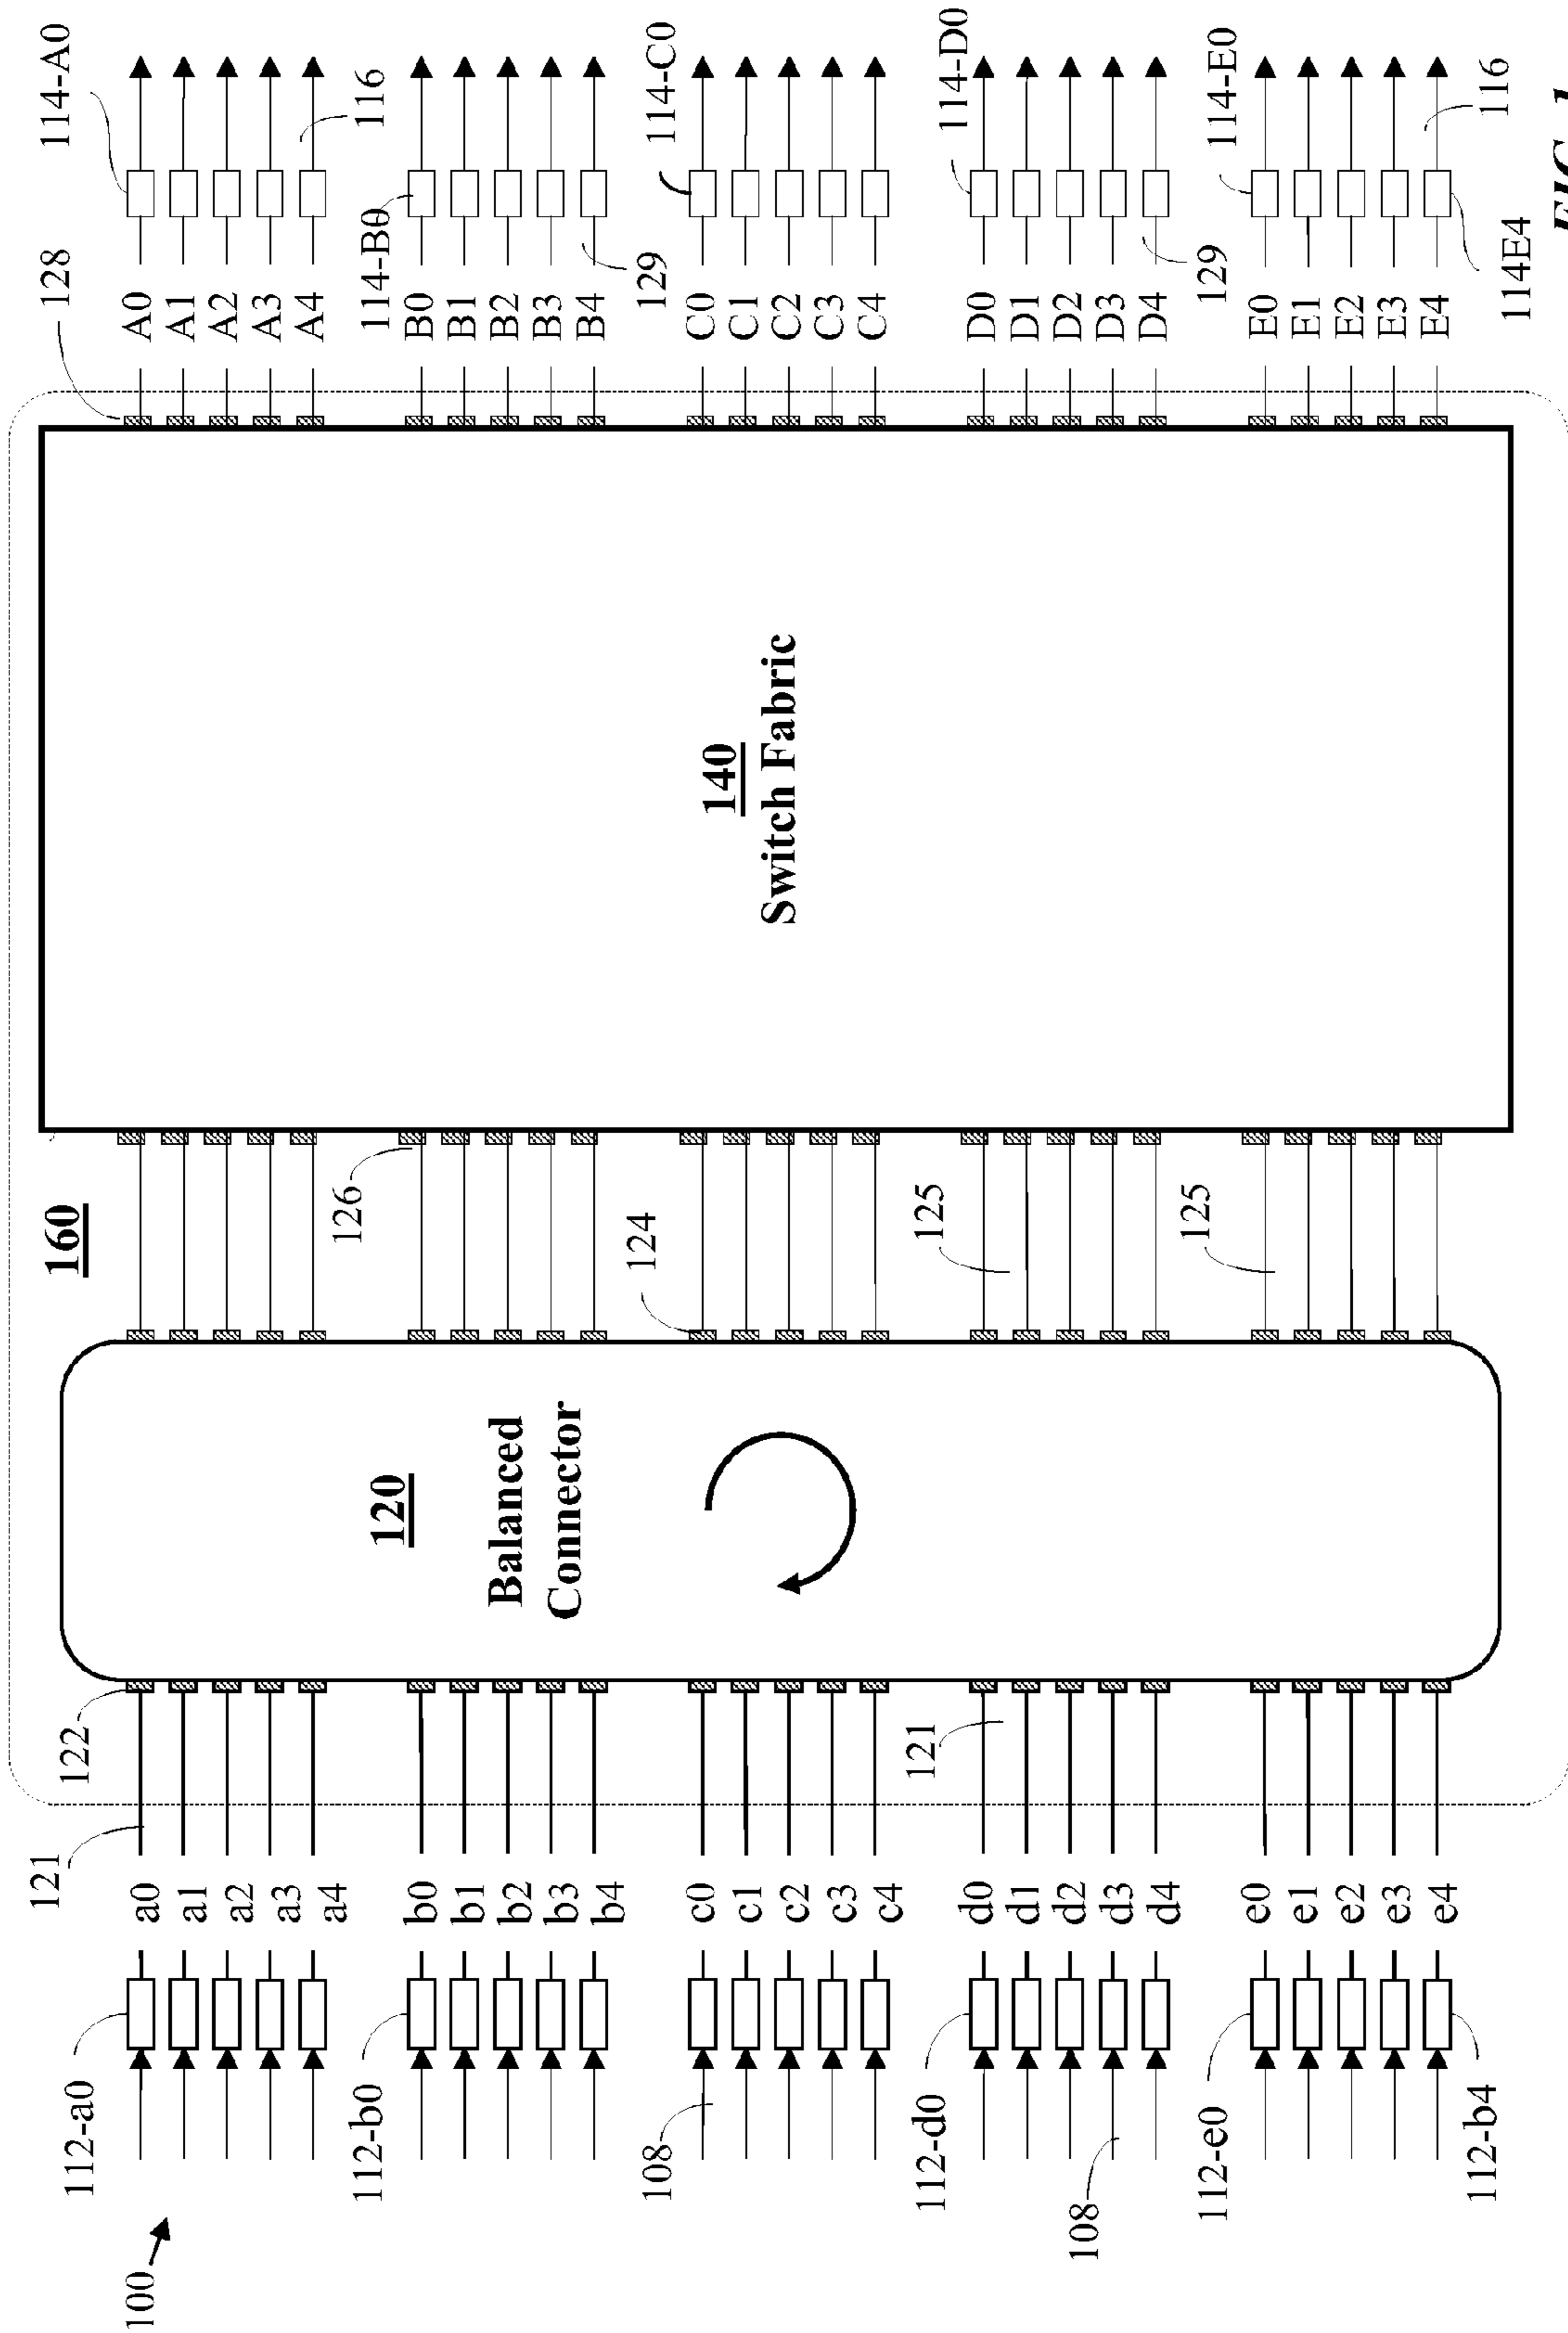 100
112-a0
121
122
160
128
114-A0
a0
A0
a1
A1
a2
A2
a3
A3
a4
A4
116
112-b0
120
126
114-B0
b0
B0
b1
B1
b2
B2
b3
B3
b4
B4
Balanced
Connector
129
108
124
114-C0
c0
C0
c1
C1
c2
C2
c3
C3
c4
C4
140
Switch Fabric
112-d0
121
125
114-D0
d0
D0
d1
D1
d2
D2
d3
D3
d4
D4
108
129
112-e0
125
114-E0
e0
E0
e1
E1
e2
E2
e3
E3
e4
E4
112-b4
114E4
116
FIG. 1